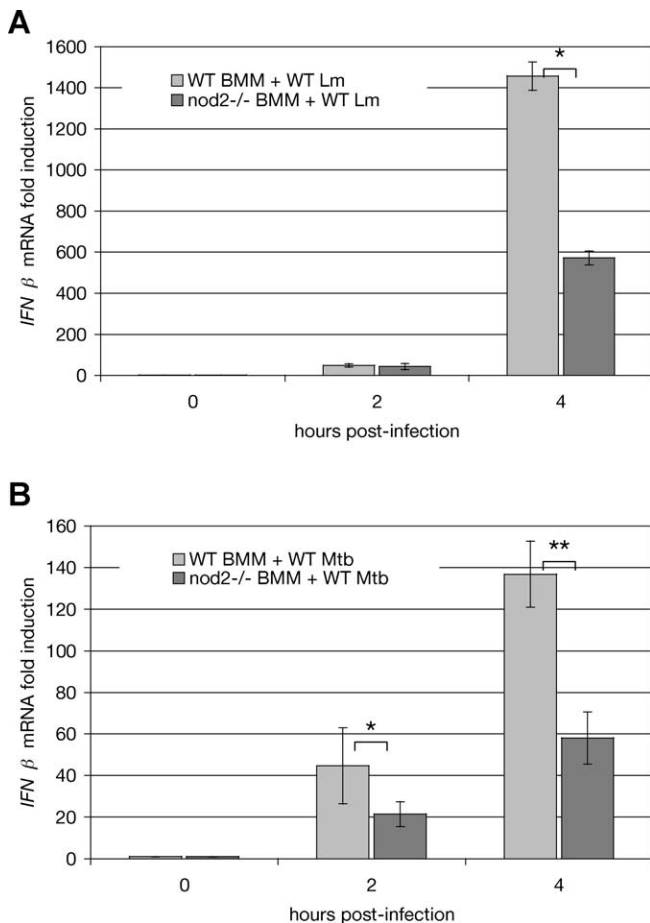 A
1600
1400
1200
1000
800
600
400
200
0
IFN β mRNA fold induction
WT BMM + WT Lm
nod2-/- BMM + WT Lm
*
0 2 4
hours post-infection
B
160
140
120
100
80
60
40
20
0
IFN β mRNA fold induction
WT BMM + WT Mtb
nod2-/- BMM + WT Mtb
**
*
0 2 4
hours post-infection